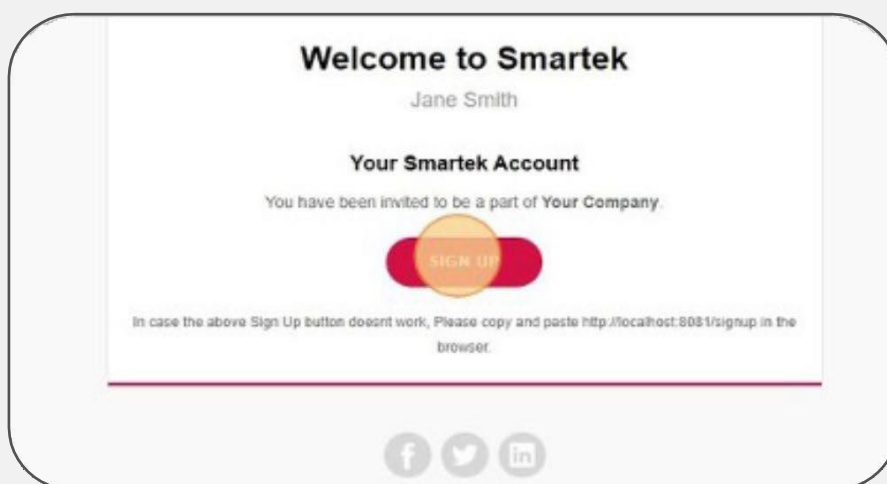 Welcome to Smartek
Jane Smith
Your Smartek Account
You have been invited to be a part of Your Company.
SIGN UP
In case the above Sign Up button doesnt work, Please copy and paste http://localhost:8081/signup in the
browser.
f
in